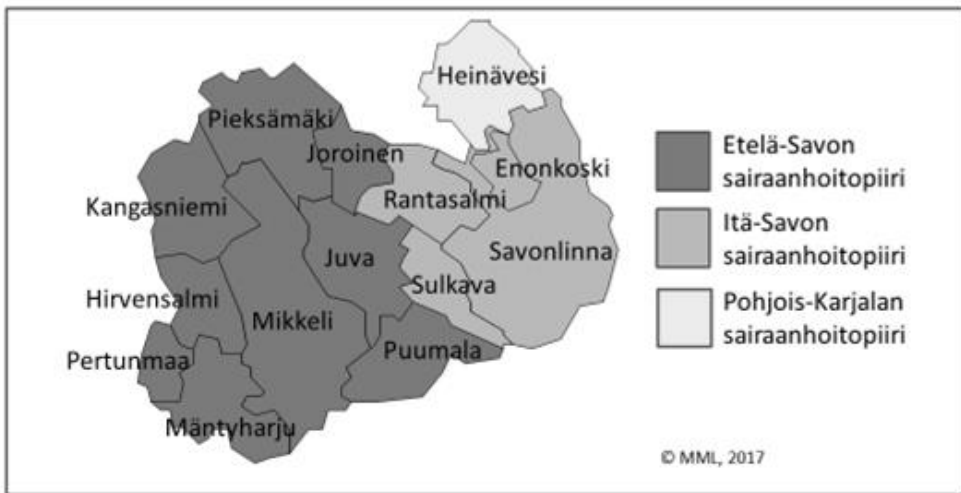 Heinävesi
Pieksämäki
Joroinen
Enonkoski
Rantasalmi
Kangasniemi
Juva
Savonlinna
Sulkava
Hirvensalmi
Mikkeli
Puumala
Pertunmaa
Mäntyharju
Etelä-Savon
sairaanhoitopiiri
Itä-Savon
sairaanhoitopiiri
Pohjois-Karjalan
sairaanhoitopiiri
© MML, 2017